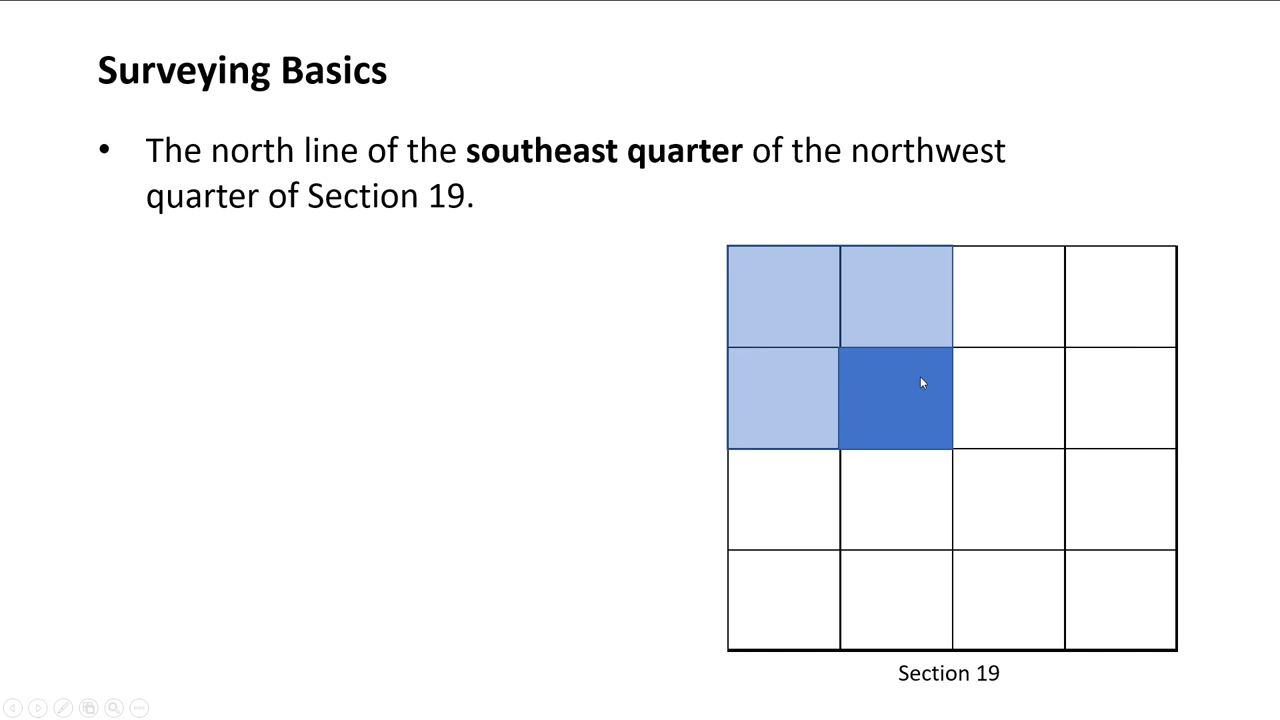 Surveying Basics
• The north line of the southeast quarter of the northwest
quarter of Section 19.
Section 19